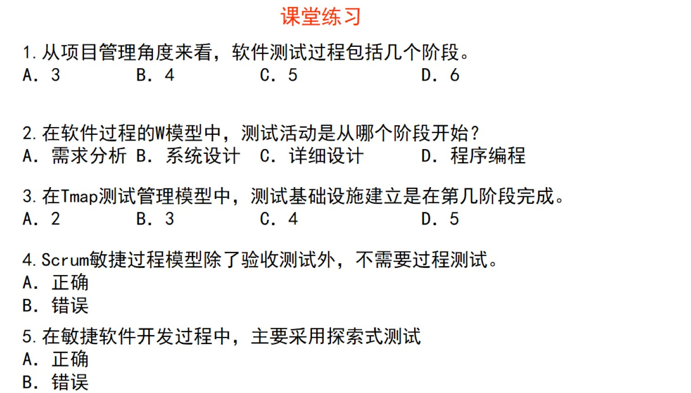 课堂练习
1.从项目管理角度来看，软件测试过程包括几个阶段。
A. 3 B. 4 C. 5 D. 6
2.在软件过程的W模型中，测试活动是从哪个阶段开始？
A. 需求分析 B. 系统设计 C. 详细设计 D. 程序编程
3.在Tmap测试管理模型中，测试基础设施建立是在第几阶段完成。
A. 2 B. 3 C. 4 D. 5
4.Scrum敏捷过程模型除了验收测试外，不需要过程测试。
A. 正确
B. 错误
5.在敏捷软件开发过程中，主要采用探索式测试
A. 正确
B. 错误